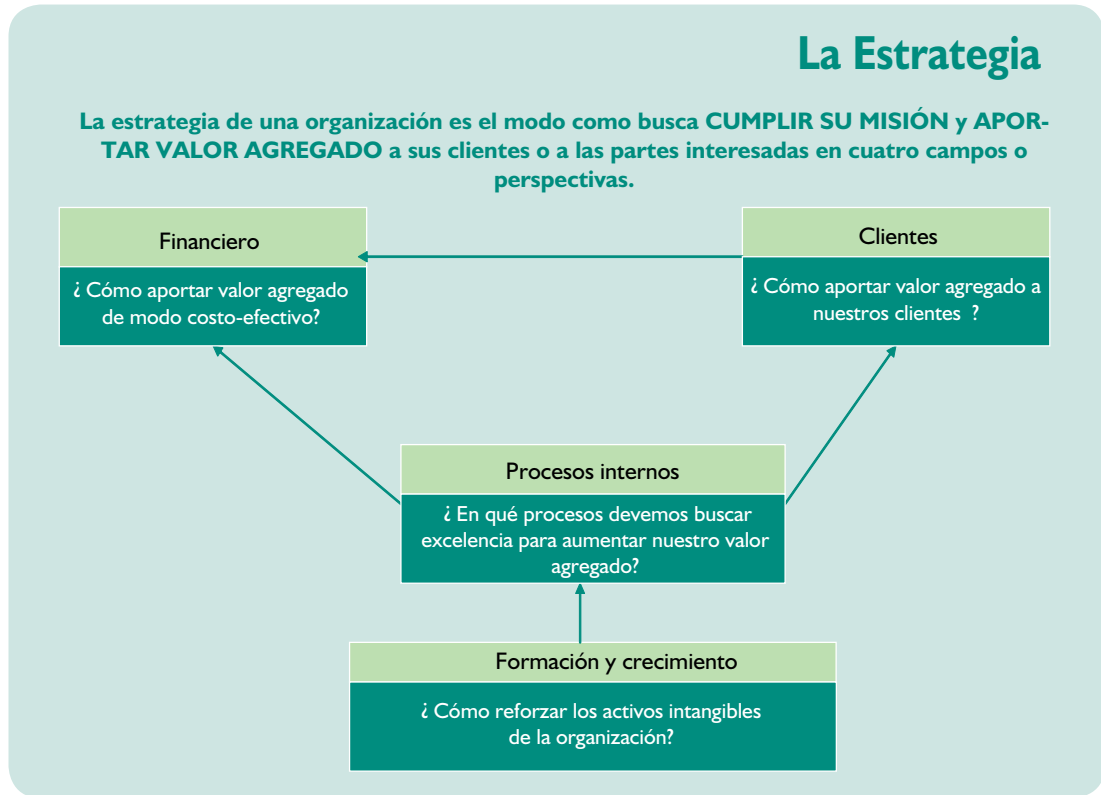 La Estrategia
La estrategia de una organización es el modo como busca CUMPLIR SU MISIÓN y APOR-
TAR VALOR AGREGADO a sus clientes o a las partes interesadas en cuatro campos o
perspectivas.
Financiero
¿ Cómo aportar valor agregado
de modo costo-efectivo?
Clientes
¿ Cómo aportar valor agregado a
nuestros clientes ?
Procesos internos
¿ En qué procesos devemos buscar
excelencia para aumentar nuestro valor
agregado?
Formación y crecimiento
¿ Cómo reforzar los activos intangibles
de la organización?